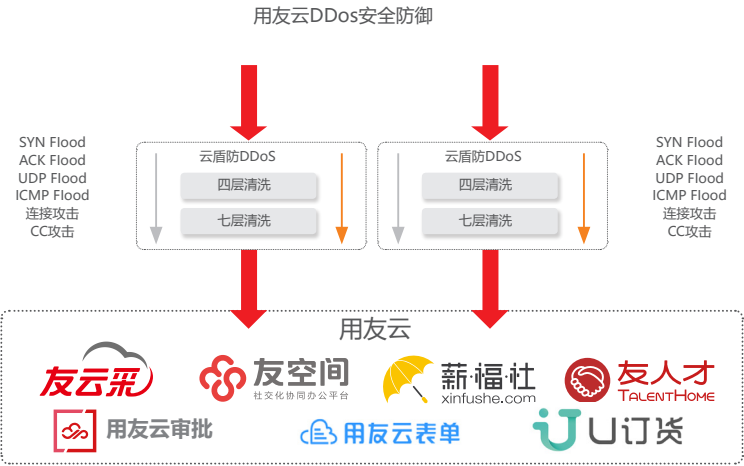 用友云DDos安全防御
SYN Flood
ACK Flood
UDP Flood
ICMP Flood
连接攻击
CC攻击
云盾防DDoS
四层清洗
七层清洗
云盾防DDoS
四层清洗
七层清洗
SYN Flood
ACK Flood
UDP Flood
ICMP Flood
连接攻击
CC攻击
用友云
友云采
友空间
社交化协同办公平台
薪·福·社
xinfushe.com
友人才
TALENTHOME
用友云审批
用友云表单
U订货